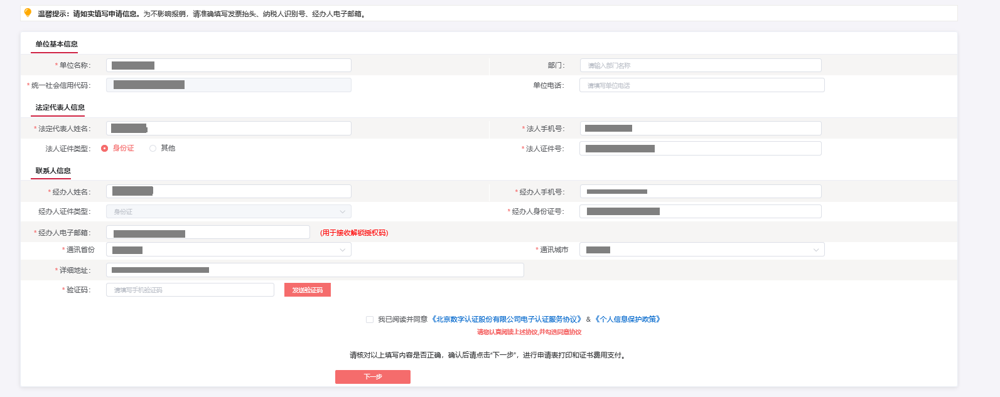 温馨提示：请如实填写申请信息。为不影响报销，请准确填写发票抬头、纳税人识别号、经办人电子邮箱。
单位基本信息
* 单位名称：
部门： 请输入部门名称
* 统一社会信用代码：
单位电话： 请填写单位电话
法定代表人信息
* 法定代表人姓名：
* 法人手机号：
法人证件类型： 身份证 其他
* 法人证件号：
联系人信息
* 经办人姓名：
* 经办人手机号：
经办人证件类型： 身份证
* 经办人身份证号：
* 经办人电子邮箱： (用于接收解锁授权码)
* 通讯省份
* 通讯城市
* 详细地址：
* 验证码： 请填写手机验证码 发送验证码
我已阅读并同意 《北京数字认证股份有限公司电子认证服务协议》 & 《个人信息保护政策》
请您认真阅读上述协议,并勾选同意协议
请核对以上填写内容是否正确，确认后请点击“下一步”，进行申请表打印和证书费用支付。
下一步